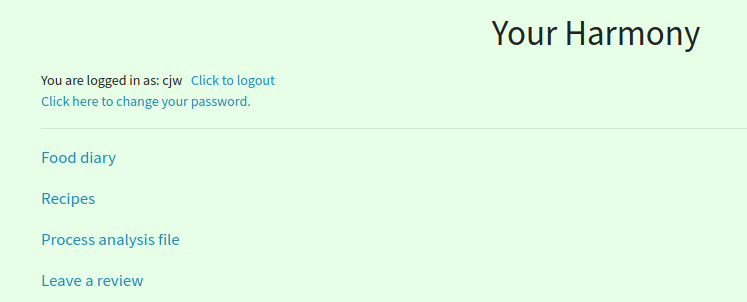 Your Harmony
You are logged in as: cjw Click to logout
Click here to change your password.
Food diary
Recipes
Process analysis file
Leave a review